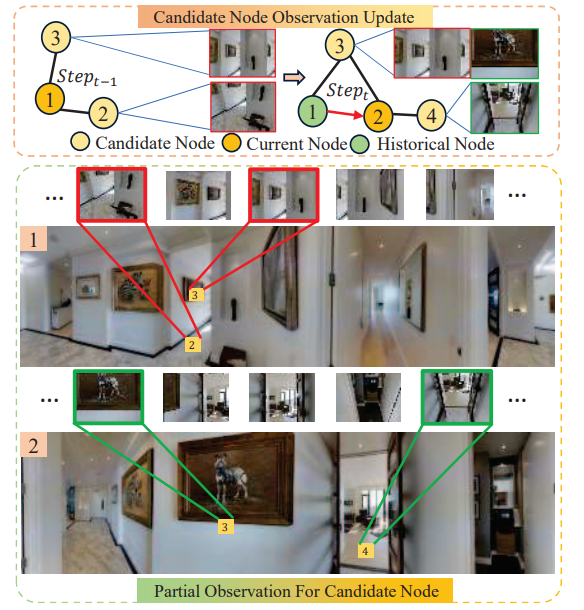 Candidate Node Observation Update
3
Step_{t-1}
1
2
3
Step_t
1
2
4
Candidate Node
Current Node
Historical Node
...
...
1
3
2
...
...
2
3
4
Partial Observation For Candidate Node